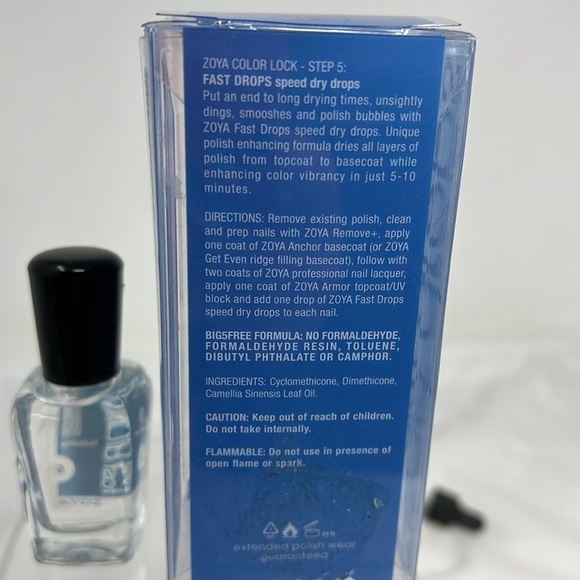 ZOYA COLOR LOCK - STEP 5:
FAST DROPS speed dry drops
Put an end to long drying times, unsightly
dings, smooshes and polish bubbles with
ZOYA Fast Drops speed dry drops. Unique
polish enhancing formula dries all layers of
polish from topcoat to basecoat while
enhancing color vibrancy in just 5-10
minutes.
DIRECTIONS: Remove existing polish, clean
and prep nails with ZOYA Remove+, apply
one coat of ZOYA Anchor basecoat (or ZOYA
Get Even ridge filling basecoat), follow with
two coats of ZOYA professional nail lacquer,
apply one coat of ZOYA Armor topcoat/UV
block and add one drop of ZOYA Fast Drops
speed dry drops to each nail.
BIG5FREE FORMULA: NO FORMALDEHYDE,
FORMALDEHYDE RESIN, TOLUENE,
DIBUTYL PHTHALATE OR CAMPHOR.
INGREDIENTS: Cyclomethicone, Dimethicone,
Camellia Sinensis Leaf Oil.
CAUTION: Keep out of reach of children.
Do not take internally.
FLAMMABLE: Do not use in presence of
open flame or spark.
extended polish wear
guaranteed